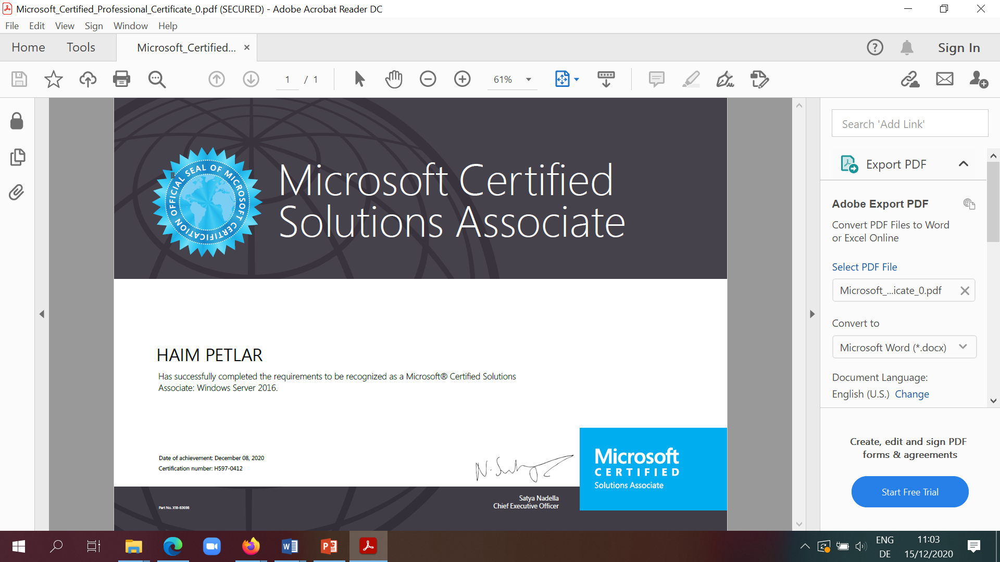 Microsoft_Certified_Professional_Certificate_0.pdf (SECURED) - Adobe Acrobat Reader DC
File Edit View Sign Window Help
Home Tools Microsoft_Certified... Sign In
1 / 1 61%
OFFICIAL SEAL OF MICROSOFT CERTIFICATION
Microsoft Certified
Solutions Associate
HAIM PETLAR
Has successfully completed the requirements to be recognized as a Microsoft® Certified Solutions
Associate: Windows Server 2016.
Date of achievement: December 08, 2020
Certification number: H597-0412
Part No. X18-83698
Satya Nadella
Chief Executive Officer
Microsoft
CERTIFIED
Solutions Associate
Search 'Add Link'
Export PDF
Adobe Export PDF
Convert PDF Files to Word
or Excel Online
Select PDF File
Microsoft_...icate_0.pdf
Convert to
Microsoft Word (*.docx)
Document Language:
English (U.S.) Change
Create, edit and sign PDF
forms & agreements
Start Free Trial
ENG 11:03
DE 15/12/2020